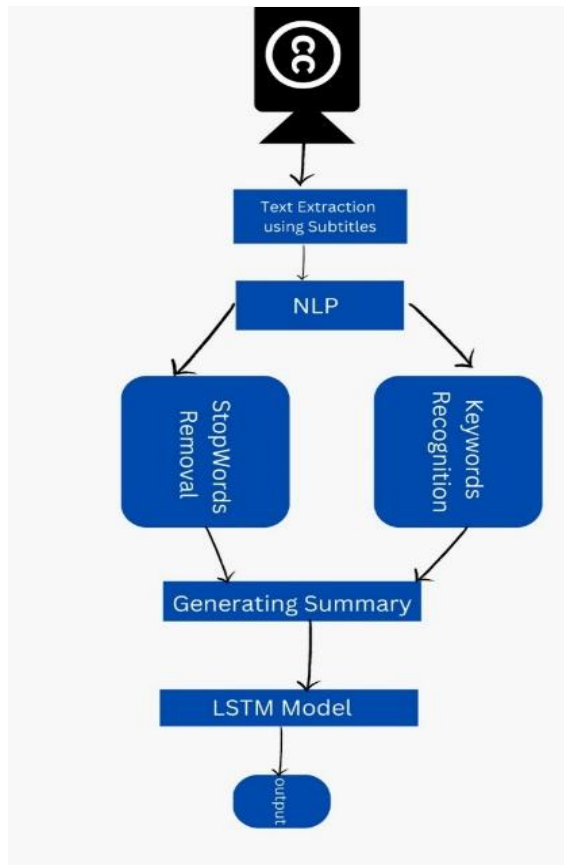 CC
Text Extraction
using Subtitles
NLP
StopWords
Removal
Keywords
Recognition
Generating Summary
LSTM Model
output